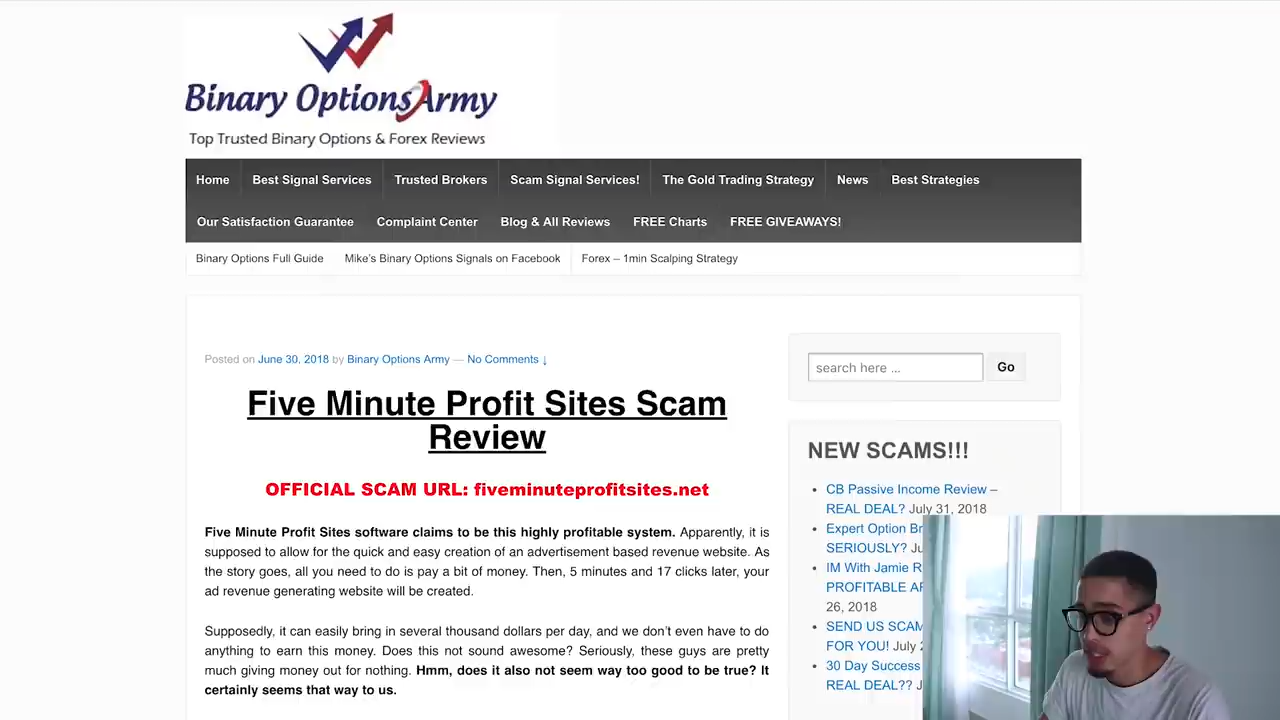 Binary Options Army
Top Trusted Binary Options & Forex Reviews
Home Best Signal Services Trusted Brokers Scam Signal Services! The Gold Trading Strategy News Best Strategies
Our Satisfaction Guarantee Complaint Center Blog & All Reviews FREE Charts FREE GIVEAWAYS!
Binary Options Full Guide Mike's Binary Options Signals on Facebook Forex – 1min Scalping Strategy
Posted on June 30, 2018 by Binary Options Army — No Comments ↓
Five Minute Profit Sites Scam
Review
OFFICIAL SCAM URL: fiveminuteprofitsites.net
Five Minute Profit Sites software claims to be this highly profitable system. Apparently, it is
supposed to allow for the quick and easy creation of an advertisement based revenue website. As
the story goes, all you need to do is pay a bit of money. Then, 5 minutes and 17 clicks later, your
ad revenue generating website will be created.
Supposedly, it can easily bring in several thousand dollars per day, and we don't even have to do
anything to earn this money. Does this not sound awesome? Seriously, these guys are pretty
much giving money out for nothing. Hmm, does it also not seem way too good to be true? It
certainly seems that way to us.
search here ... Go
NEW SCAMS!!!
CB Passive Income Review –
REAL DEAL? July 31, 2018
Expert Option
SERIOUSLY?
IM With Jamie
PROFITABLE
26, 2018
SEND US SCAM
FOR YOU! July
30 Day Success
REAL DEAL??